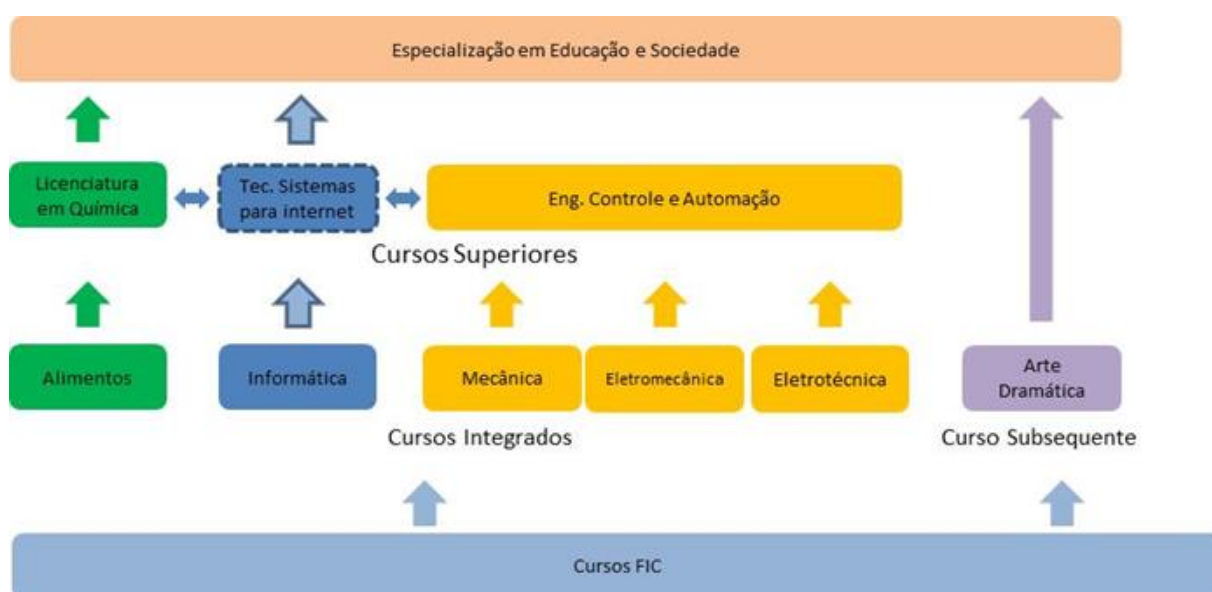 Especialização em Educação e Sociedade
Licenciatura
em Química
Tec. Sistemas
para internet
Eng. Controle e Automação
Cursos Superiores
Alimentos
Informática
Mecânica
Eletromecânica
Eletrotécnica
Arte
Dramática
Cursos Integrados
Curso Subsequente
Cursos FIC